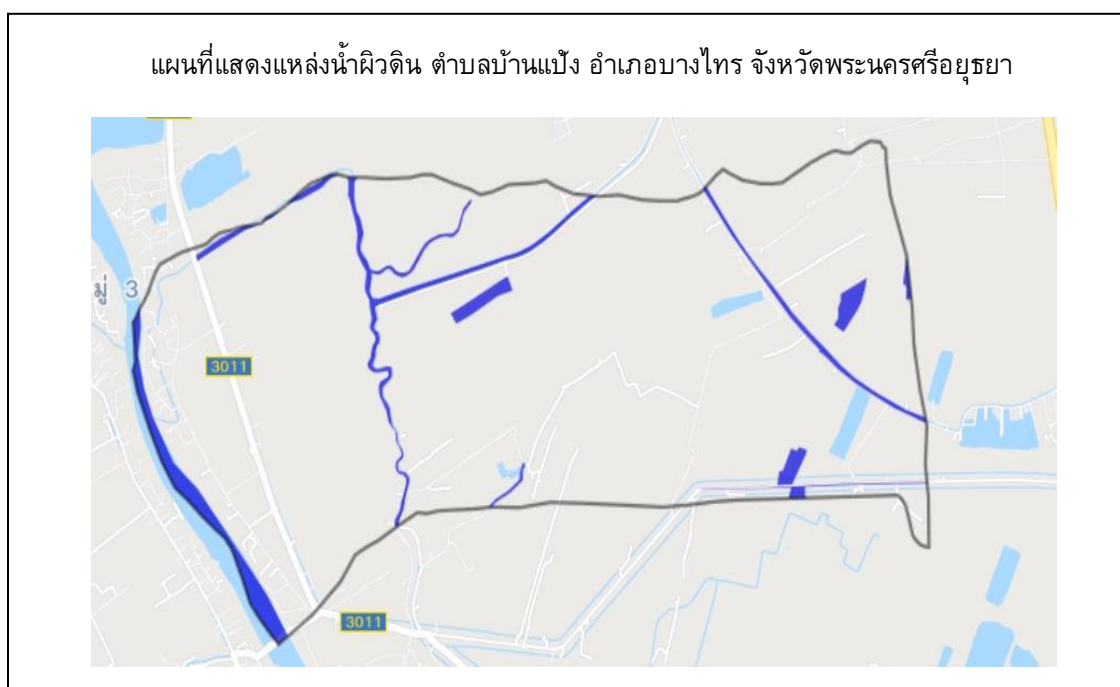 แผนที่แสดงแหล่งน้ำผิวดิน ตำบลบ้านแป้ง อำเภอบางไทร จังหวัดพระนครศรีอยุธยา
หมู่ 3
3011
3011